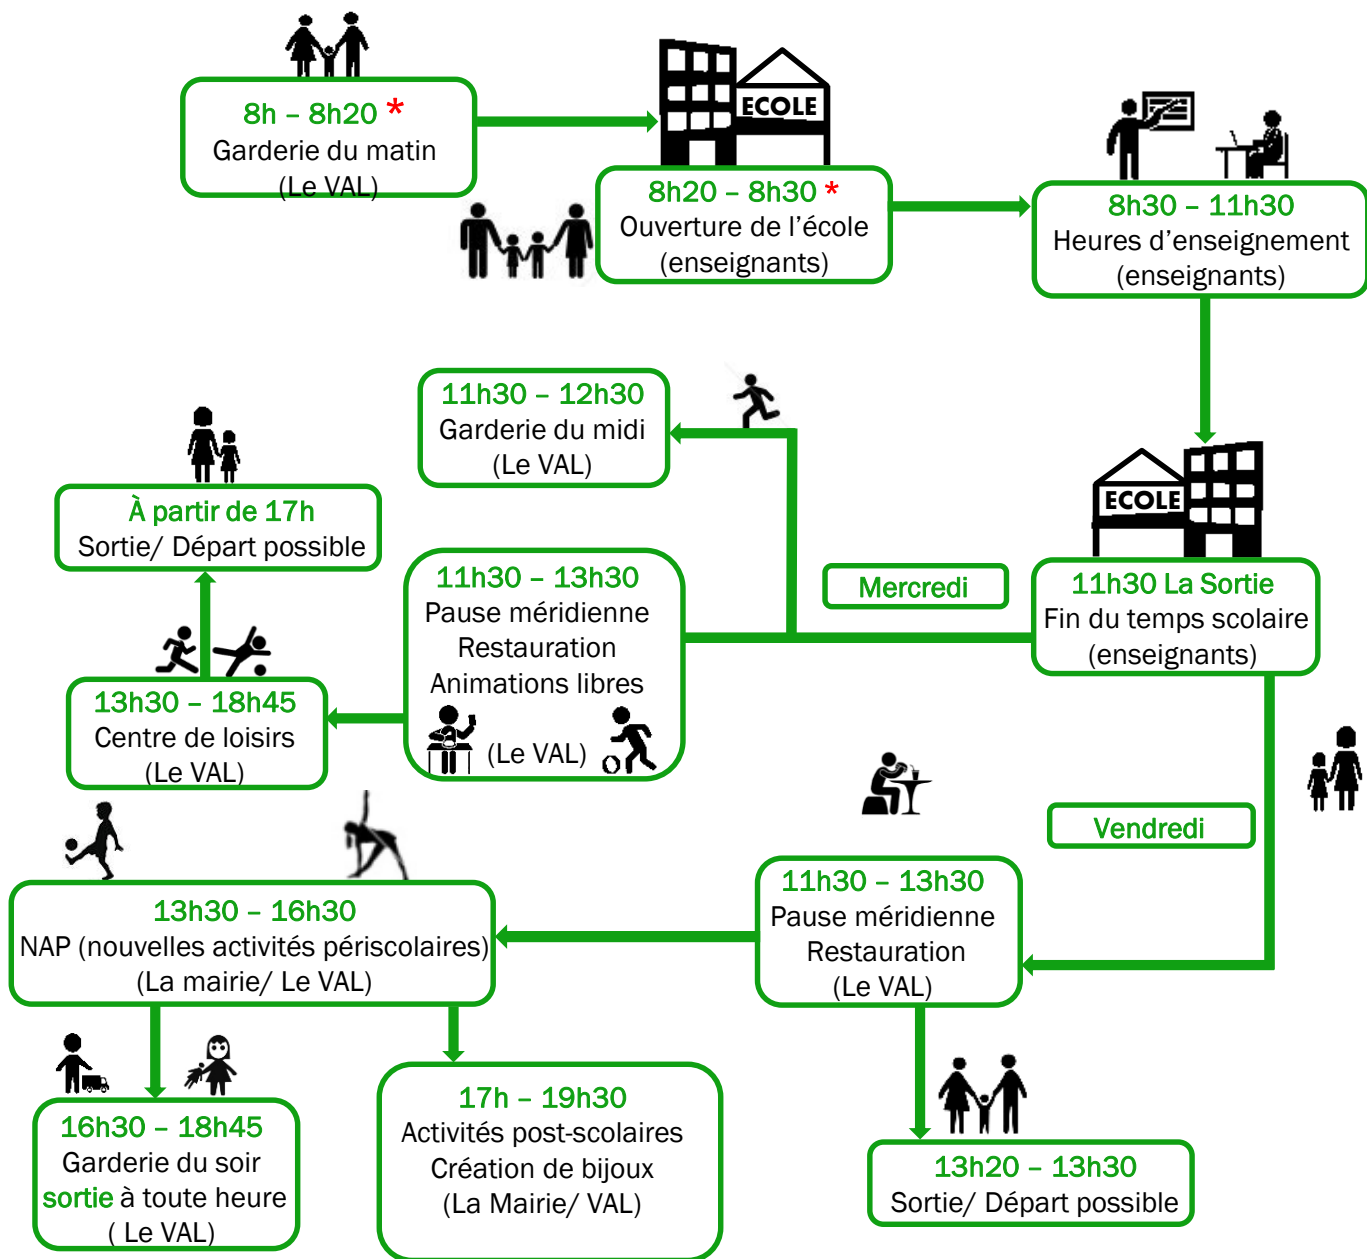 8h – 8h20 *
Garderie du matin
(Le VAL)
ECOLE
8h20 – 8h30 *
Ouverture de l'école
(enseignants)
8h30 – 11h30
Heures d'enseignement
(enseignants)
11h30 – 12h30
Garderie du midi
(Le VAL)
À partir de 17h
Sortie/ Départ possible
ECOLE
11h30 La Sortie
Fin du temps scolaire
(enseignants)
Mercredi
11h30 – 13h30
Pause méridienne
Restauration
Animations libres
(Le VAL)
13h30 – 18h45
Centre de loisirs
(Le VAL)
Vendredi
11h30 – 13h30
Pause méridienne
Restauration
(Le VAL)
13h30 – 16h30
NAP (nouvelles activités périscolaires)
(La mairie/ Le VAL)
16h30 – 18h45
Garderie du soir
sortie à toute heure
( Le VAL)
17h – 19h30
Activités post-scolaires
Création de bijoux
(La Mairie/ VAL)
13h20 – 13h30
Sortie/ Départ possible